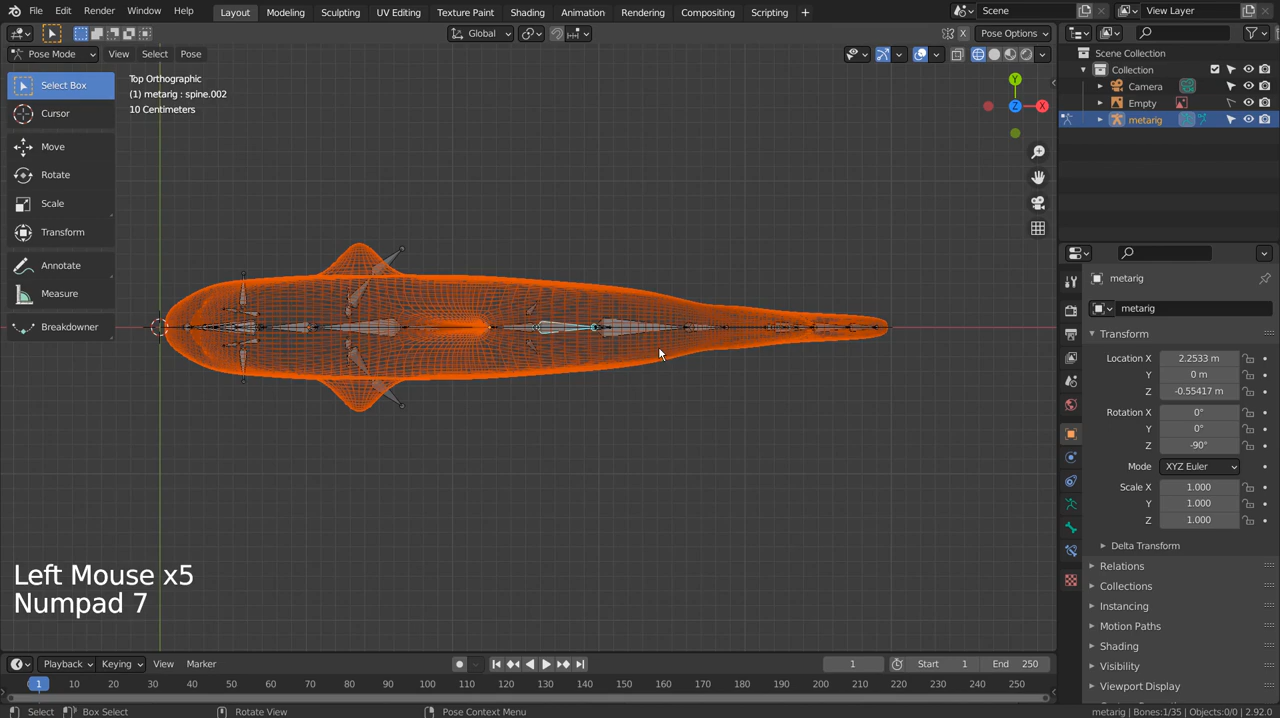 File Edit Render Window Help Layout Modeling Sculpting UV Editing Texture Paint Shading Animation Rendering Compositing Scripting + Scene View Layer
Global Pose Options
Pose Mode View Select Pose
Scene Collection
Collection
Camera
Empty
metarig
Select Box
Cursor
Move
Rotate
Scale
Transform
Annotate
Measure
Breakdowner
Top Orthographic
(1) metarig : spine.002
10 Centimeters
Y
Z
X
metarig
metarig
Transform
Location X 2.2533 m
Y 0 m
Z -0.55417 m
Rotation X 0°
Y 0°
Z -90°
Mode XYZ Euler
Scale X 1.000
Y 1.000
Z 1.000
Delta Transform
Relations
Collections
Instancing
Motion Paths
Shading
Visibility
Viewport Display
Left Mouse x5
Numpad 7
Playback Keying View Marker 1 Start 1 End 250
1 10 20 30 40 50 60 70 80 90 100 110 120 130 140 150 160 170 180 190 200 210 220 230 240 250
Select Box Select Rotate View Pose Context Menu metarig | Bones:1/35 | Objects:0/0 | 2.92.0